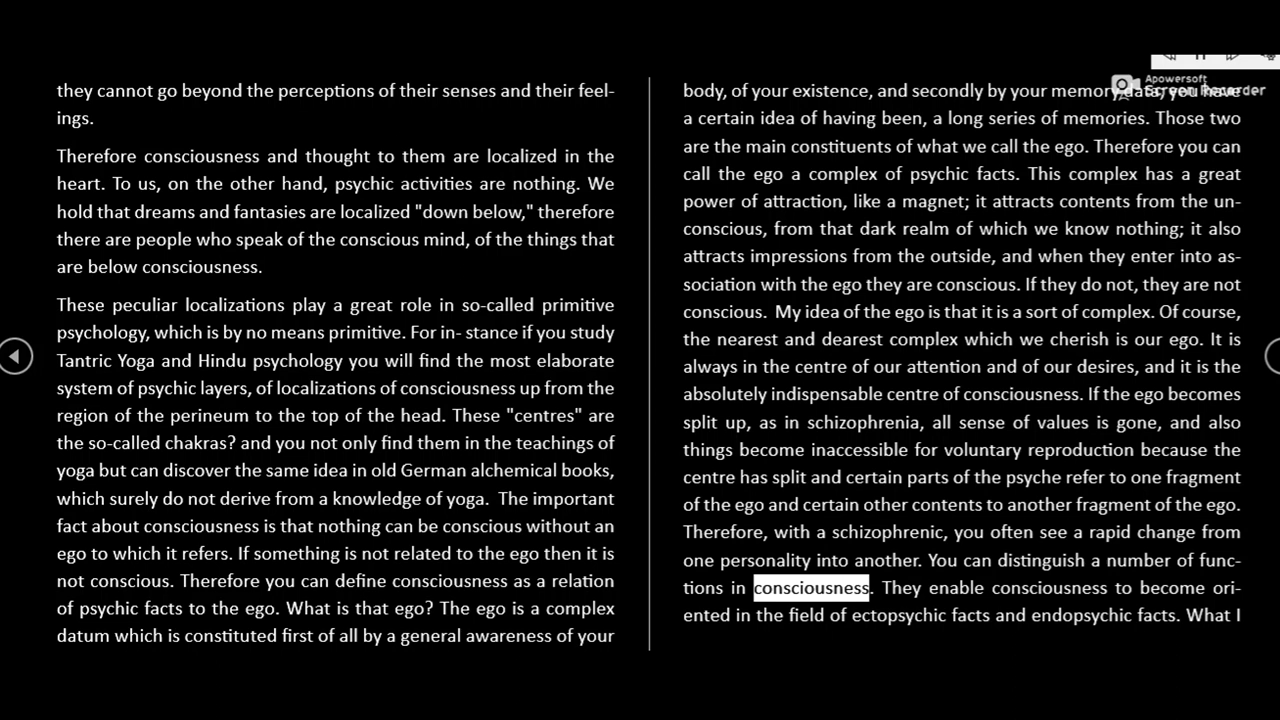 they cannot go beyond the perceptions of their senses and their feel-
ings.
Therefore consciousness and thought to them are localized in the
heart. To us, on the other hand, psychic activities are nothing. We
hold that dreams and fantasies are localized "down below," therefore
there are people who speak of the conscious mind, of the things that
are below consciousness.
These peculiar localizations play a great role in so-called primitive
psychology, which is by no means primitive. For in- stance if you study
Tantric Yoga and Hindu psychology you will find the most elaborate
system of psychic layers, of localizations of consciousness up from the
region of the perineum to the top of the head. These "centres" are
the so-called chakras? and you not only find them in the teachings of
yoga but can discover the same idea in old German alchemical books,
which surely do not derive from a knowledge of yoga. The important
fact about consciousness is that nothing can be conscious without an
ego to which it refers. If something is not related to the ego then it is
not conscious. Therefore you can define consciousness as a relation
of psychic facts to the ego. What is that ego? The ego is a complex
datum which is constituted first of all by a general awareness of your
Apowersoft
Screen Recorder
body, of your existence, and secondly by your memory data; you have
a certain idea of having been, a long series of memories. Those two
are the main constituents of what we call the ego. Therefore you can
call the ego a complex of psychic facts. This complex has a great
power of attraction, like a magnet; it attracts contents from the un-
conscious, from that dark realm of which we know nothing; it also
attracts impressions from the outside, and when they enter into as-
sociation with the ego they are conscious. If they do not, they are not
conscious. My idea of the ego is that it is a sort of complex. Of course,
the nearest and dearest complex which we cherish is our ego. It is
always in the centre of our attention and of our desires, and it is the
absolutely indispensable centre of consciousness. If the ego becomes
split up, as in schizophrenia, all sense of values is gone, and also
things become inaccessible for voluntary reproduction because the
centre has split and certain parts of the psyche refer to one fragment
of the ego and certain other contents to another fragment of the ego.
Therefore, with a schizophrenic, you often see a rapid change from
one personality into another. You can distinguish a number of func-
tions in consciousness. They enable consciousness to become ori-
ented in the field of ectopsychic facts and endopsychic facts. What I